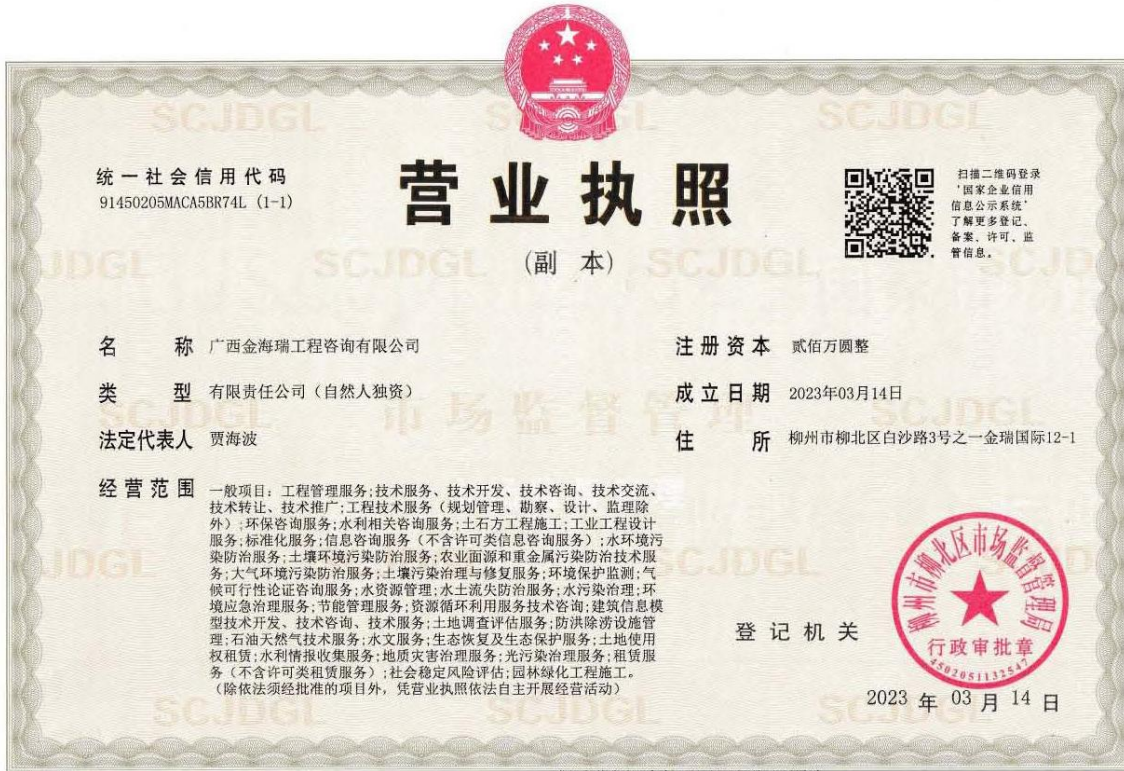 统一社会信用代码
91450205MACA5BR74L (1-1)
营业执照
(副 本)
扫描二维码登录
‘国家企业信用
信息公示系统’
了解更多登记、
备案、许可、监
管信息。
名 称 广西金海瑞工程咨询有限公司
类 型 有限责任公司（自然人独资）
法定代表人 贾海波
经营范围 一般项目：工程管理服务;技术服务、技术开发、技术咨询、技术交流、
技术转让、技术推广;工程技术服务（规划管理、勘察、设计、监理除
外）;环保咨询服务;水利相关咨询服务;土石方工程施工;工业工程设计
服务;标准化服务;信息咨询服务（不含许可类信息咨询服务）;水环境污
染防治服务;土壤环境污染防治服务;农业面源和重金属污染防治技术服
务;大气环境污染防治服务;土壤污染治理与修复服务;环境保护监测;气
候可行性论证咨询服务;水资源管理;水土流失防治服务;水污染治理;环
境应急治理服务;节能管理服务;资源循环利用服务技术咨询;建筑信息模
型技术开发、技术咨询、技术服务;土地调查评估服务;防洪除涝设施管
理;石油天然气技术服务;水文服务;生态恢复及生态保护服务;土地使用
权租赁;水利情报收集服务;地质灾害治理服务;光污染治理服务;租赁服
务（不含许可类租赁服务）;社会稳定风险评估;园林绿化工程施工。
（除依法须经批准的项目外，凭营业执照依法自主开展经营活动）
注册资本 贰佰万圆整
成立日期 2023年03月14日
住 所 柳州市柳北区白沙路3号之一金瑞国际12-1
登记机关
柳州市柳北区市场监督管理局
行政审批章
4502051132547
2023 年 03 月 14 日
SCJDGL
市场监督管理